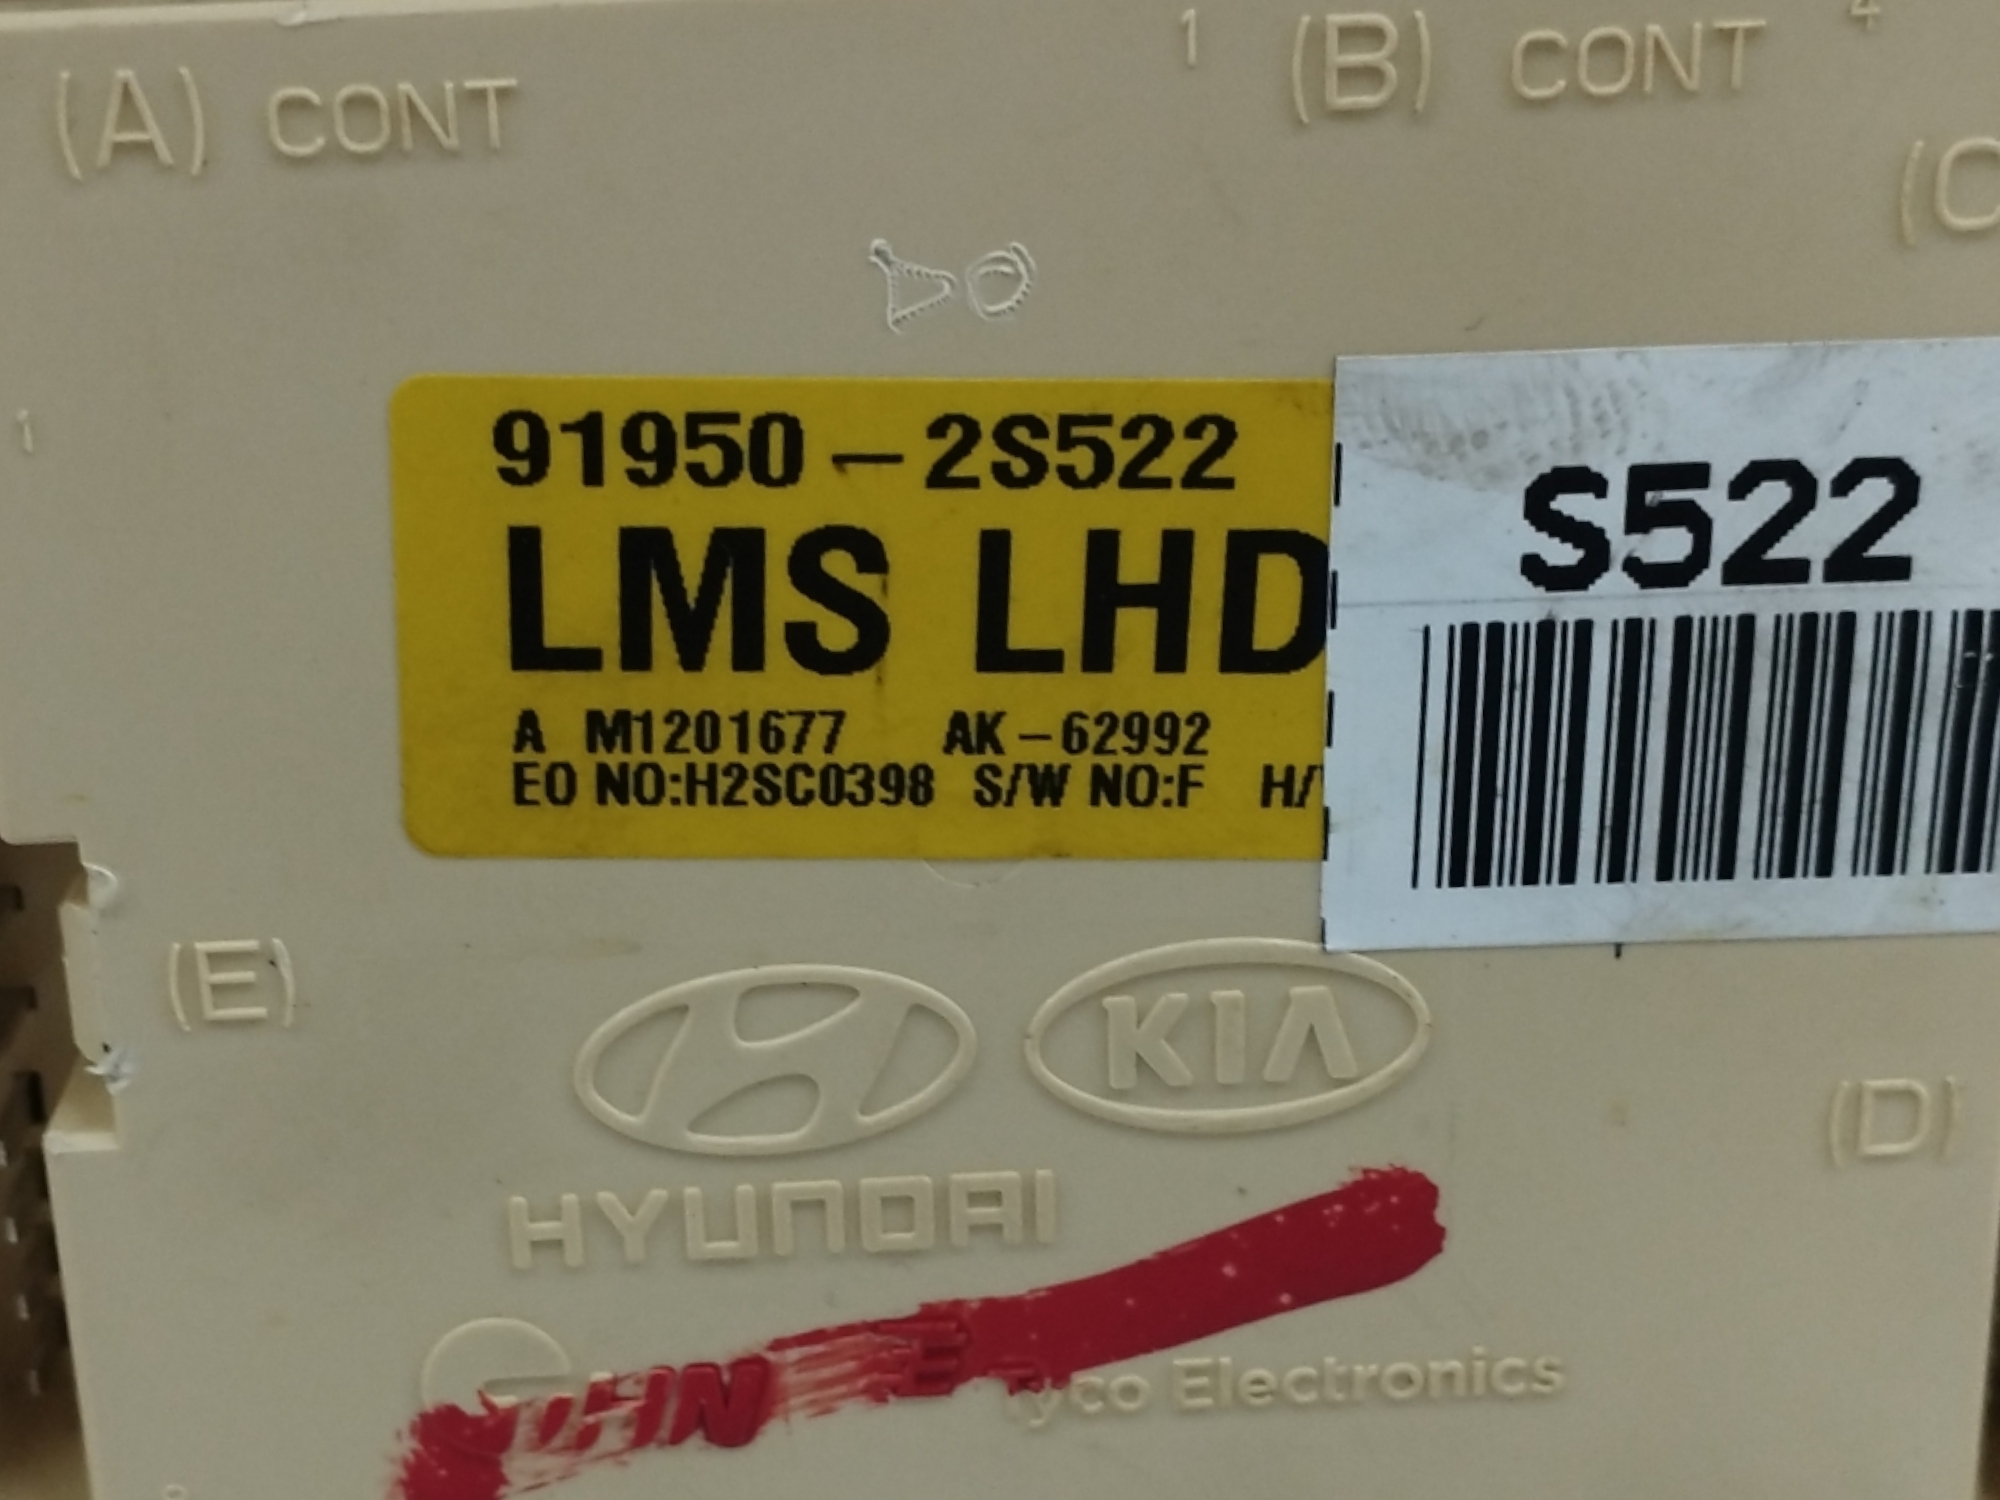 (A) CONT
1 (B) CONT 4
(C
1
91950-2S522
LMS LHD
A M1201677 AK-62992
EO NO:H2SC0398 S/W NO:F H/
S522
(E)
KIA
(D)
HYUNDAI
Tyco Electronics